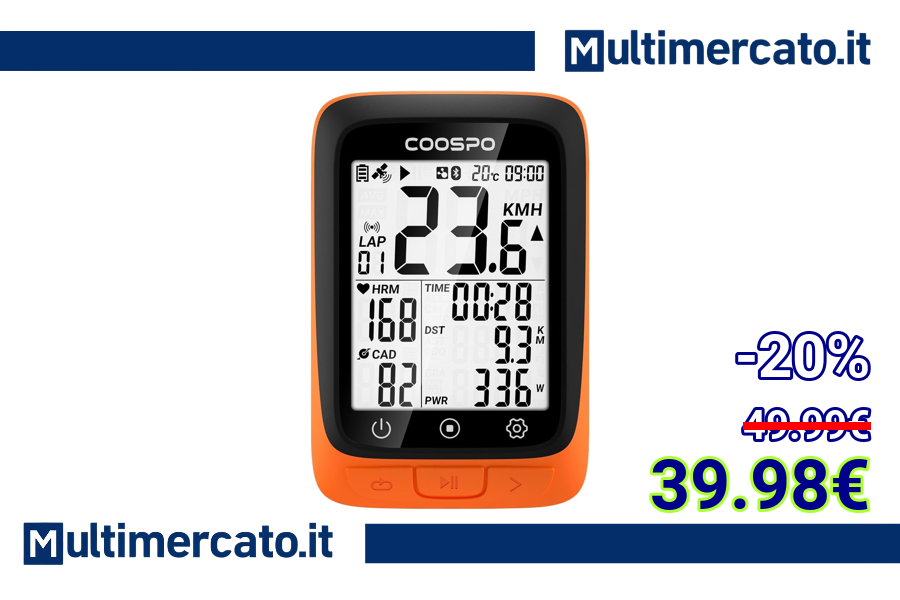 Multimercato.it
COOSPO
20°C 09:00
23.6 KMH
LAP
01
HRM
168
TIME
00:28
DST
9.3 KM
CAD
82
PWR
336 W
-20%
49.99€
39.98€
Multimercato.it